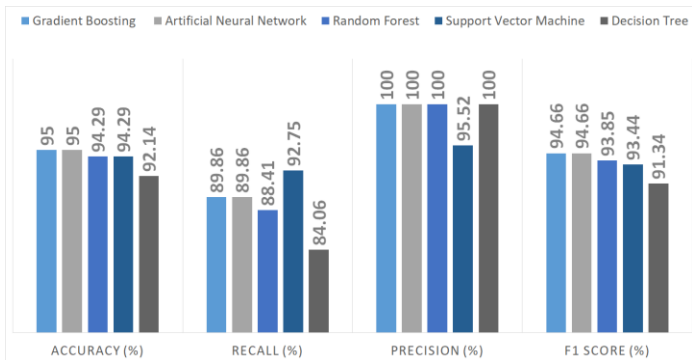 Gradient Boosting Artificial Neural Network Random Forest Support Vector Machine Decision Tree
95 95 94.29 94.29 92.14
89.86 89.86 88.41 92.75 84.06
100 100 100 95.52 100
94.66 94.66 93.85 93.44 91.34
ACCURACY (%) RECALL (%) PRECISION (%) F1 SCORE (%)